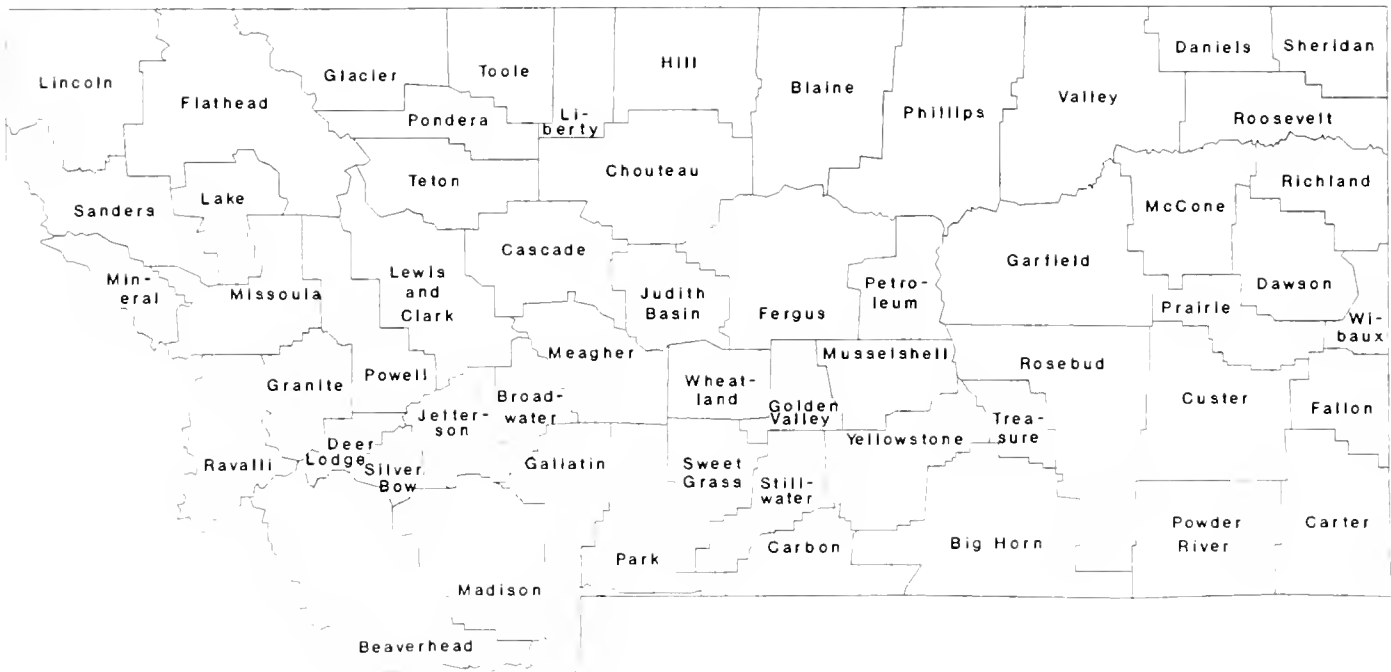 Daniels
Sheridan
Lincoln
Glacier
Toole
Hill
Blaine
Flathead
Valley
Phillips
Pondera
Li-
berty
Roosevelt
Chouteau
Teton
Richland
Lake
Sanders
McCone
Cascade
Garfield
Min-
eral
Missoula
Lewis
and
Clark
Judith
Basin
Fergus
Petro-
leum
Dawson
Prairie
Wi-
baux
Meagher
Musselshell
Rosebud
Granite
Powell
Wheat-
land
Broad-
water
Golden
Valley
Custer
Fallon
Jefter-
son
Trea-
sure
Yellowstone
Deer
Lodge
Ravalli
Silver
Bow
Gallatin
Sweet
Grass
Still-
water
Powder
River
Carter
Carbon
Big Horn
Park
Madison
Beaverhead